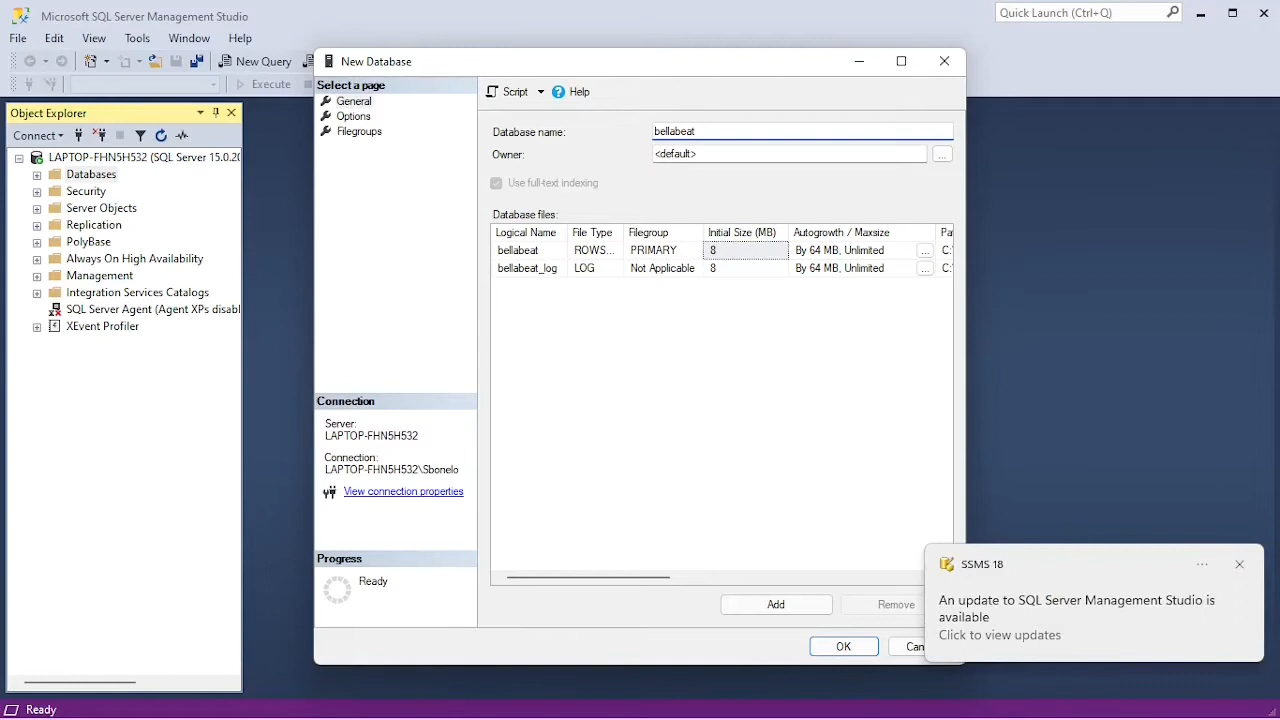 Microsoft SQL Server Management Studio
Quick Launch (Ctrl+Q)
File Edit View Tools Window Help
New Query
Execute
Object Explorer
Connect
LAPTOP-FHN5H532 (SQL Server 15.0.20
Databases
Security
Server Objects
Replication
PolyBase
Always On High Availability
Management
Integration Services Catalogs
SQL Server Agent (Agent XPs disabl
XEvent Profiler
New Database
Select a page
General
Options
Filegroups
Connection
Server:
LAPTOP-FHN5H532
Connection:
LAPTOP-FHN5H532\Sbonelo
View connection properties
Progress
Ready
Script Help
Database name: bellabeat
Owner: <default> ...
Use full-text indexing
Database files:
Logical Name File Type Filegroup Initial Size (MB) Autogrowth / Maxsize Pa
bellabeat ROWS... PRIMARY 8 By 64 MB, Unlimited ... C:
bellabeat_log LOG Not Applicable 8 By 64 MB, Unlimited ... C:
Add Remove
OK Can
SSMS 18
An update to SQL Server Management Studio is
available
Click to view updates
Ready